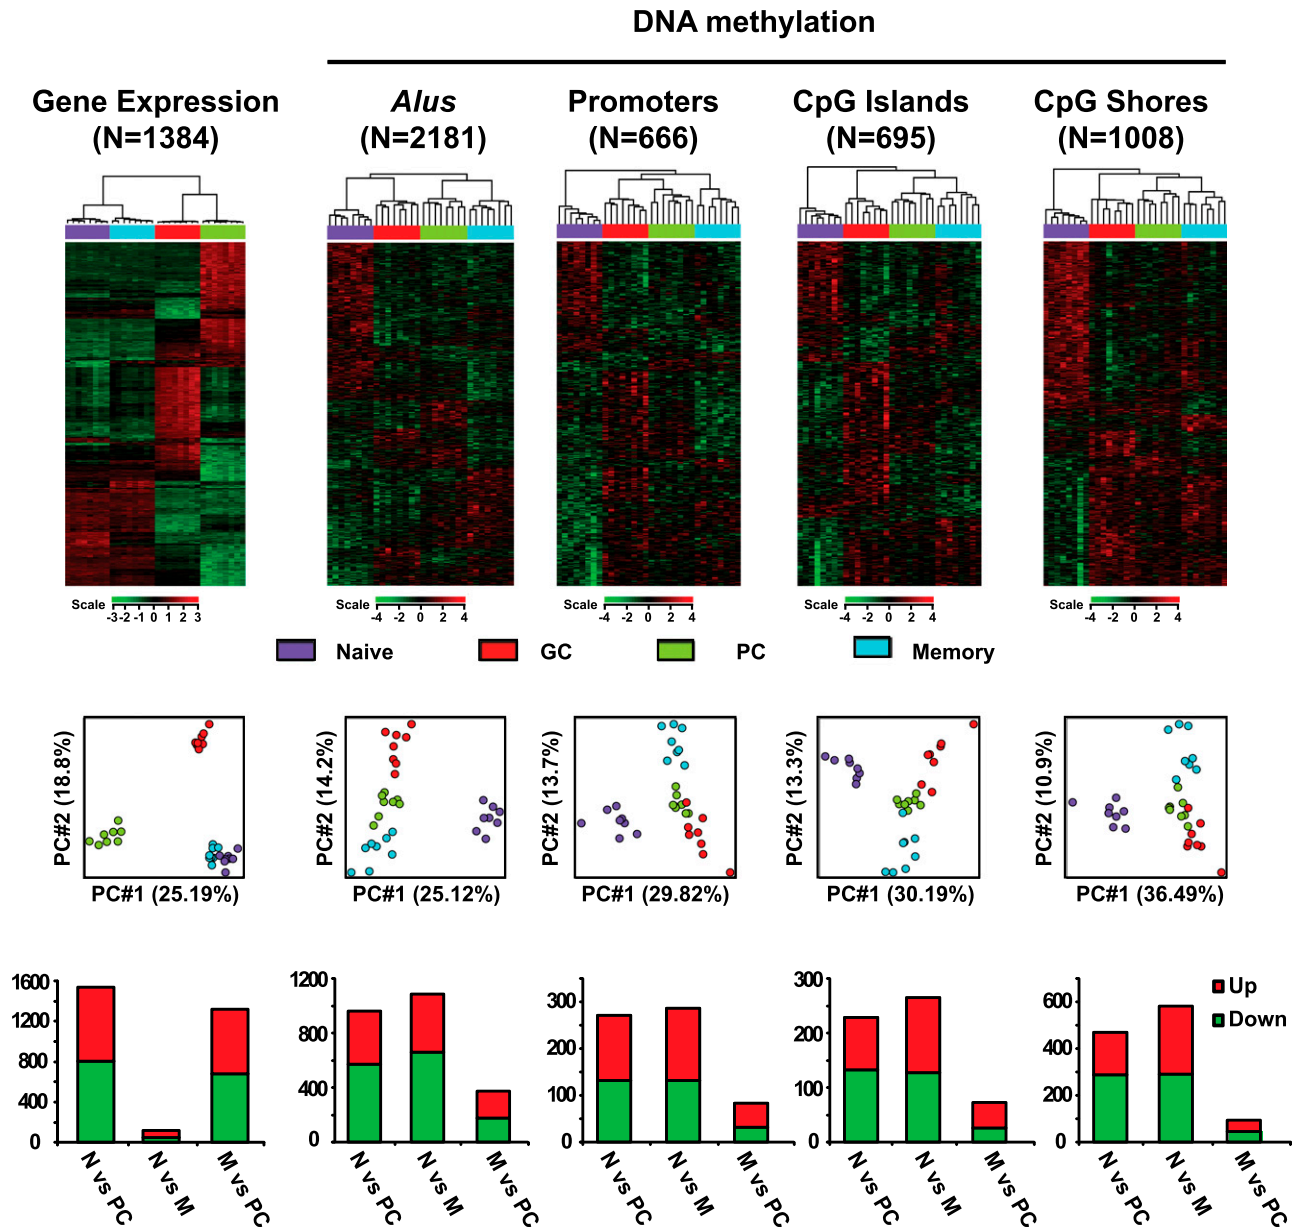 DNA methylation
Gene Expression
(N=1384)
Alus
(N=2181)
Promoters
(N=666)
CpG Islands
(N=695)
CpG Shores
(N=1008)
Scale
-3 -2 -1 0 1 2 3
Scale
-4 -2 0 2 4
Scale
-4 -2 0 2 4
Scale
-4 -2 0 2 4
Scale
-4 -2 0 2 4
Naive
GC
PC
Memory
PC#2 (18.8%)
PC#1 (25.19%)
PC#2 (14.2%)
PC#1 (25.12%)
PC#2 (13.7%)
PC#1 (29.82%)
PC#2 (13.3%)
PC#1 (30.19%)
PC#2 (10.9%)
PC#1 (36.49%)
1600
1200
800
400
0
N vs PC
N vs M
M vs PC
1200
800
400
0
N vs PC
N vs M
M vs PC
300
200
100
0
N vs PC
N vs M
M vs PC
300
200
100
0
N vs PC
N vs M
M vs PC
600
400
200
0
N vs PC
N vs M
M vs PC
Up
Down